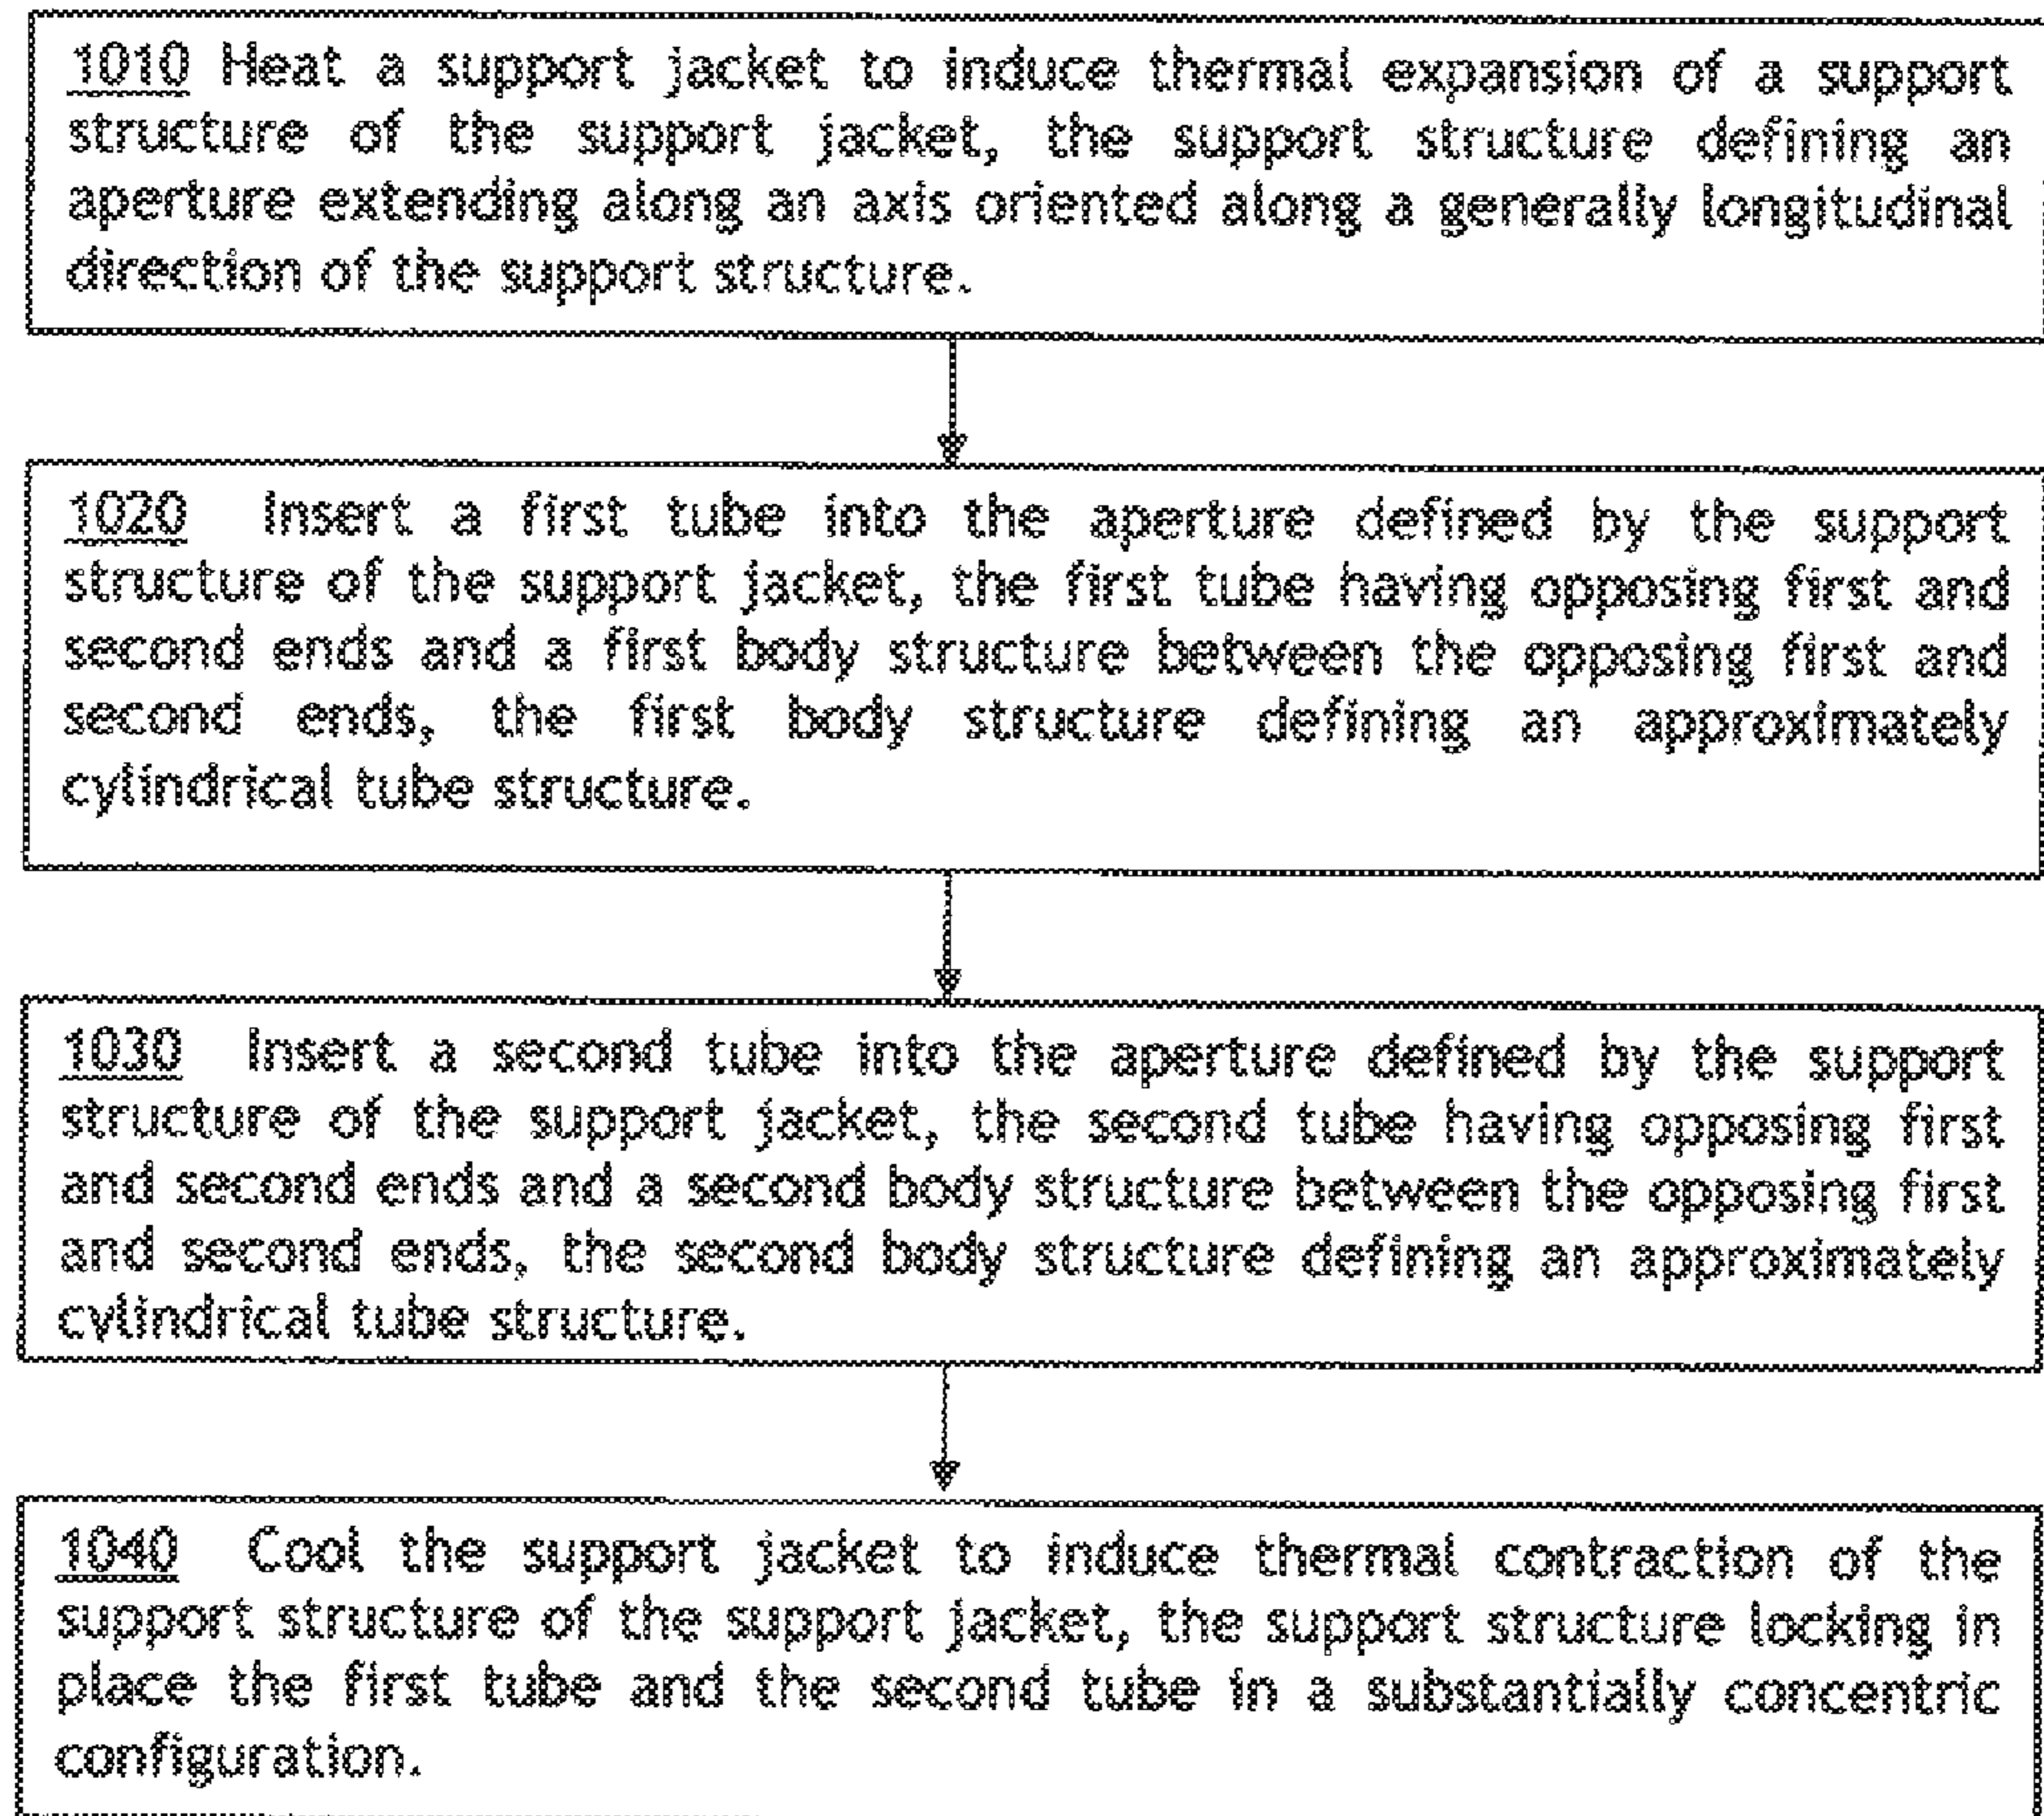 1010 Heat a support jacket to induce thermal expansion of a support
structure of the support jacket, the support structure defining an
aperture extending along an axis oriented along a generally longitudinal
direction of the support structure.
1020 Insert a first tube into the aperture defined by the support
structure of the support jacket, the first tube having opposing first and
second ends and a first body structure between the opposing first and
second ends, the first body structure defining an approximately
cylindrical tube structure.
1030 Insert a second tube into the aperture defined by the support
structure of the support jacket, the second tube having opposing first
and second ends and a second body structure between the opposing first
and second ends, the second body structure defining an approximately
cylindrical tube structure.
1040 Cool the support jacket to induce thermal contraction of the
support structure of the support jacket, the support structure locking in
place the first tube and the second tube in a substantially concentric
configuration.